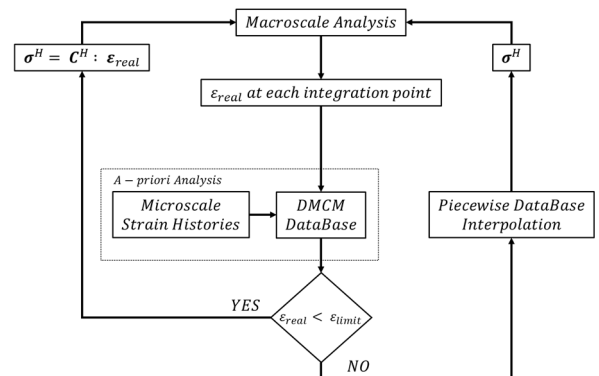 Macroscale Analysis
σ^H = C^H : ε_real
σ^H
ε_real at each integration point
A − priori Analysis
Microscale
Strain Histories
DMCM
DataBase
Piecewise DataBase
Interpolation
YES
ε_real < ε_limit
NO